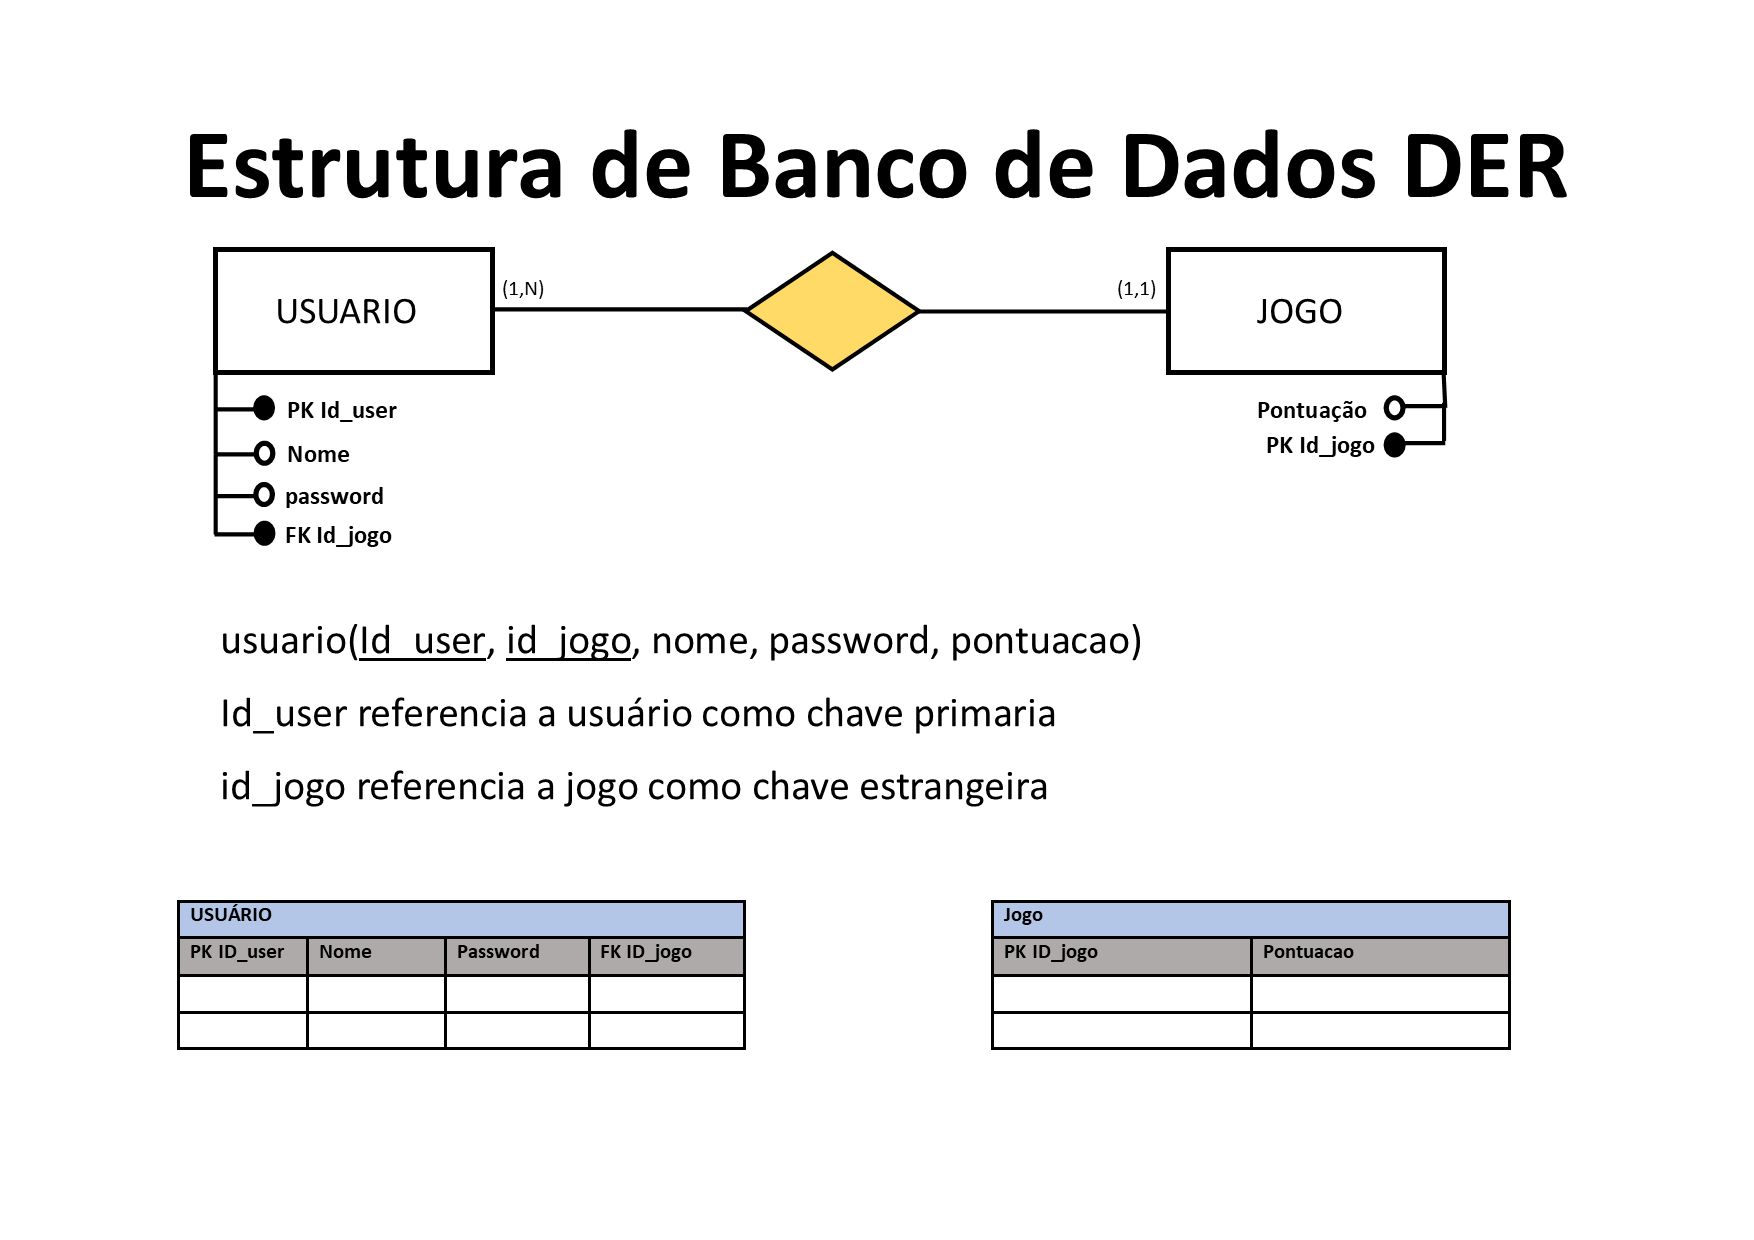 Estrutura de Banco de Dados DER
USUARIO
(1,N)
(1,1)
JOGO
PK Id_user
Nome
password
FK Id_jogo
Pontuação
PK Id_jogo
usuario(Id_user, id_jogo, nome, password, pontuacao)
Id_user referencia a usuário como chave primaria
id_jogo referencia a jogo como chave estrangeira
USUÁRIO
PK ID_user Nome Password FK ID_jogo
Jogo
PK ID_jogo Pontuacao